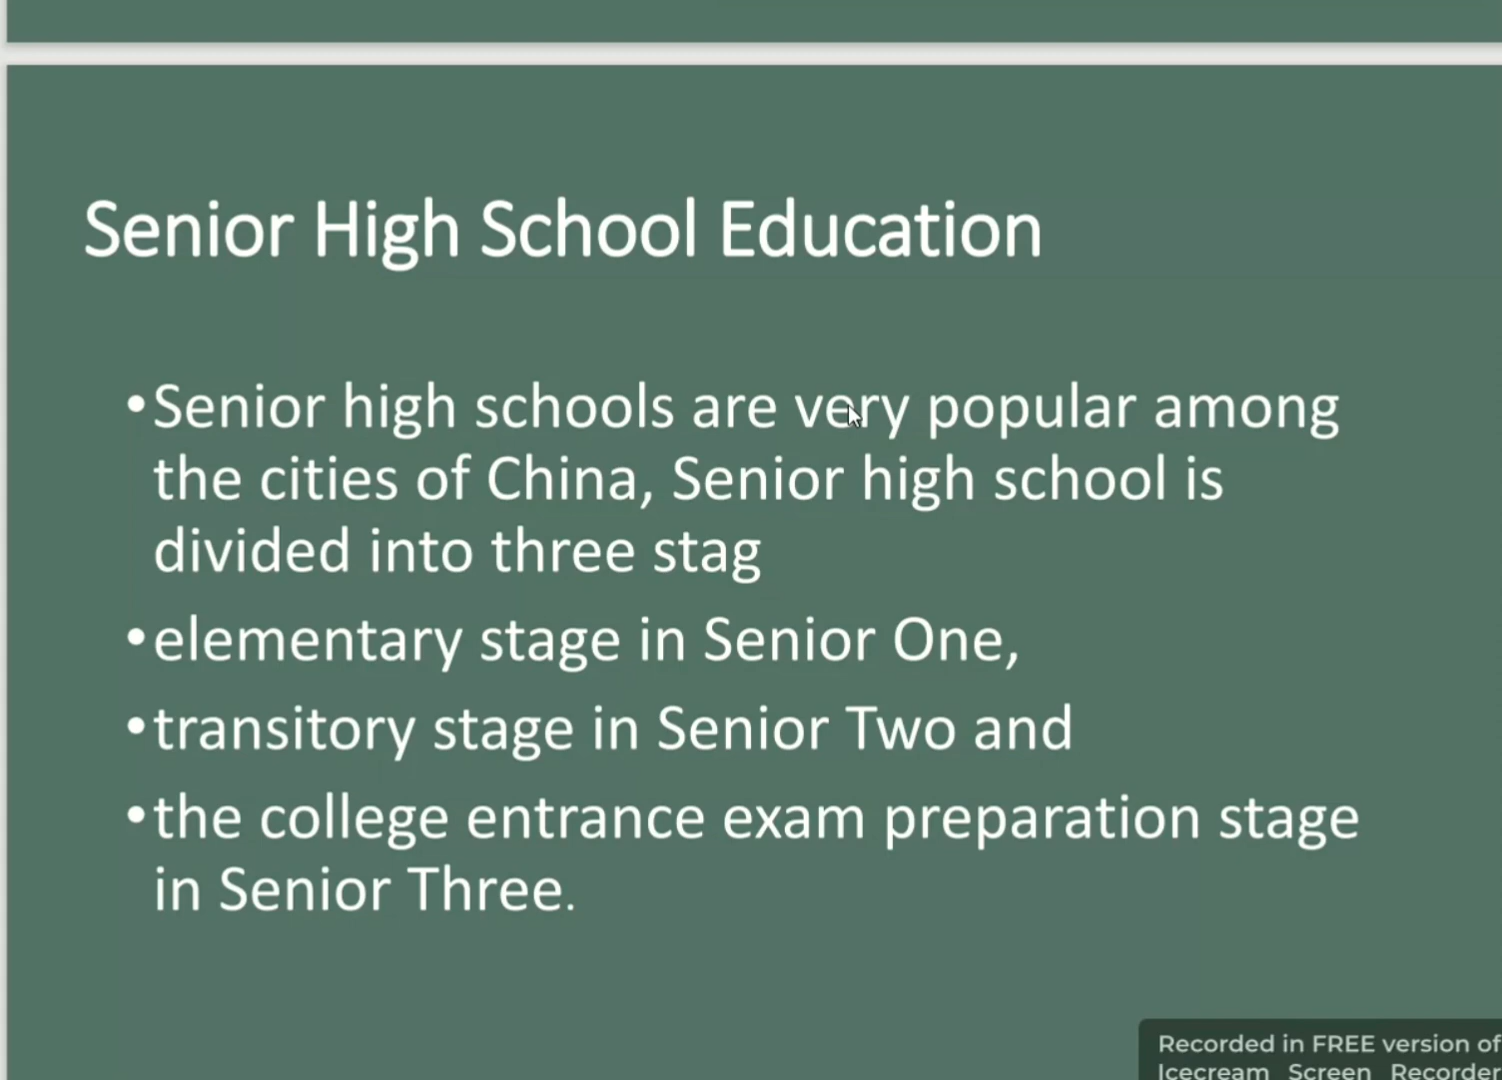 Senior High School Education
•Senior high schools are very popular among
the cities of China, Senior high school is
divided into three stag
•elementary stage in Senior One,
•transitory stage in Senior Two and
•the college entrance exam preparation stage
in Senior Three.
Recorded in FREE version of
Icecream Screen Recorder